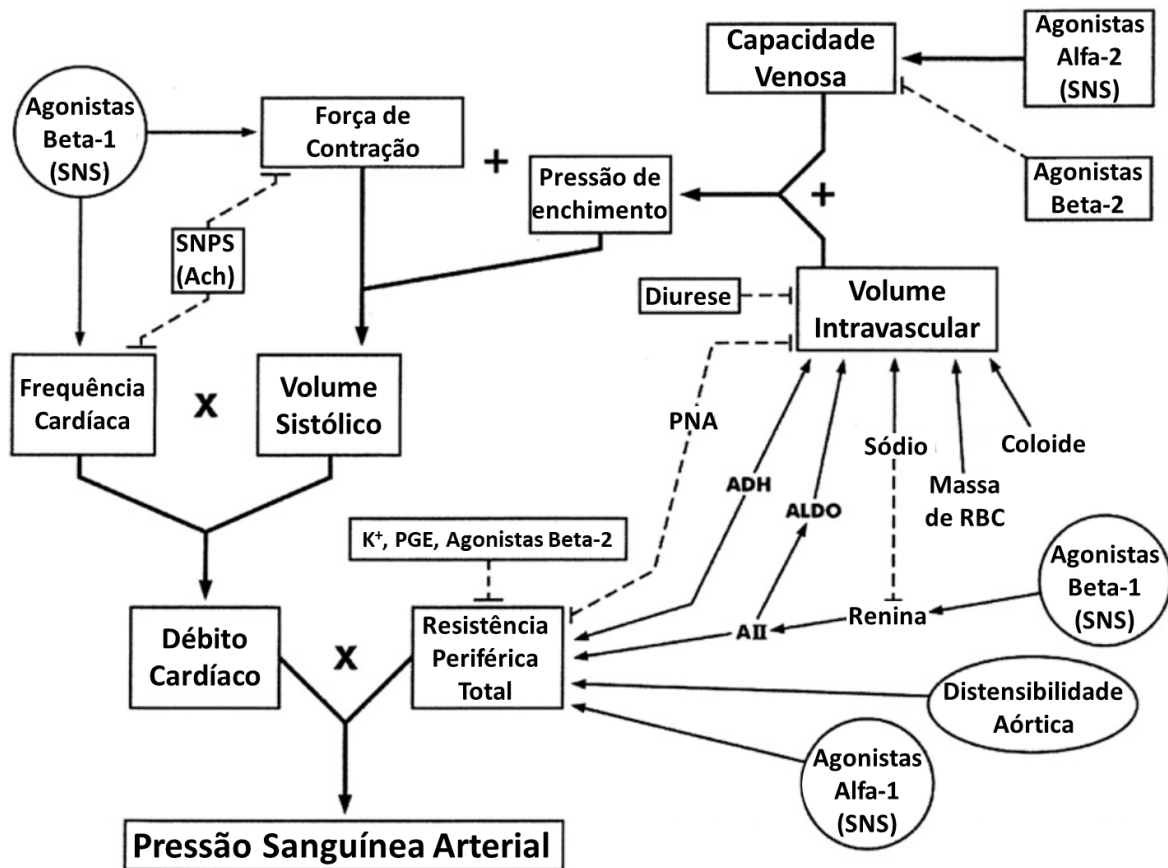 Agonistas
Beta-1
(SNS)
Força de
Contração
+
Capacidade
Venosa
Agonistas
Alfa-2
(SNS)
Agonistas
Beta-2
Pressão de
enchimento
+
SNPS
(Ach)
Diurese
Volume
Intravascular
Frequência
Cardíaca
X
Volume
Sistólico
PNA
ADH
ALDO
Sódio
Massa
de RBC
Coloide
K⁺, PGE, Agonistas Beta-2
Agonistas
Beta-1
(SNS)
Renina
AII
Débito
Cardíaco
X
Resistência
Periférica
Total
Distensibilidade
Aórtica
Agonistas
Alfa-1
(SNS)
Pressão Sanguínea Arterial